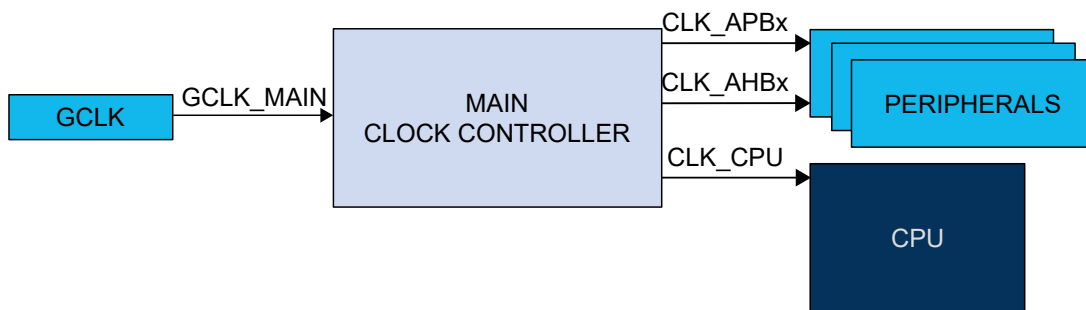 GCLK
GCLK_MAIN
MAIN
CLOCK CONTROLLER
CLK_APBx
CLK_AHBx
CLK_CPU
PERIPHERALS
CPU